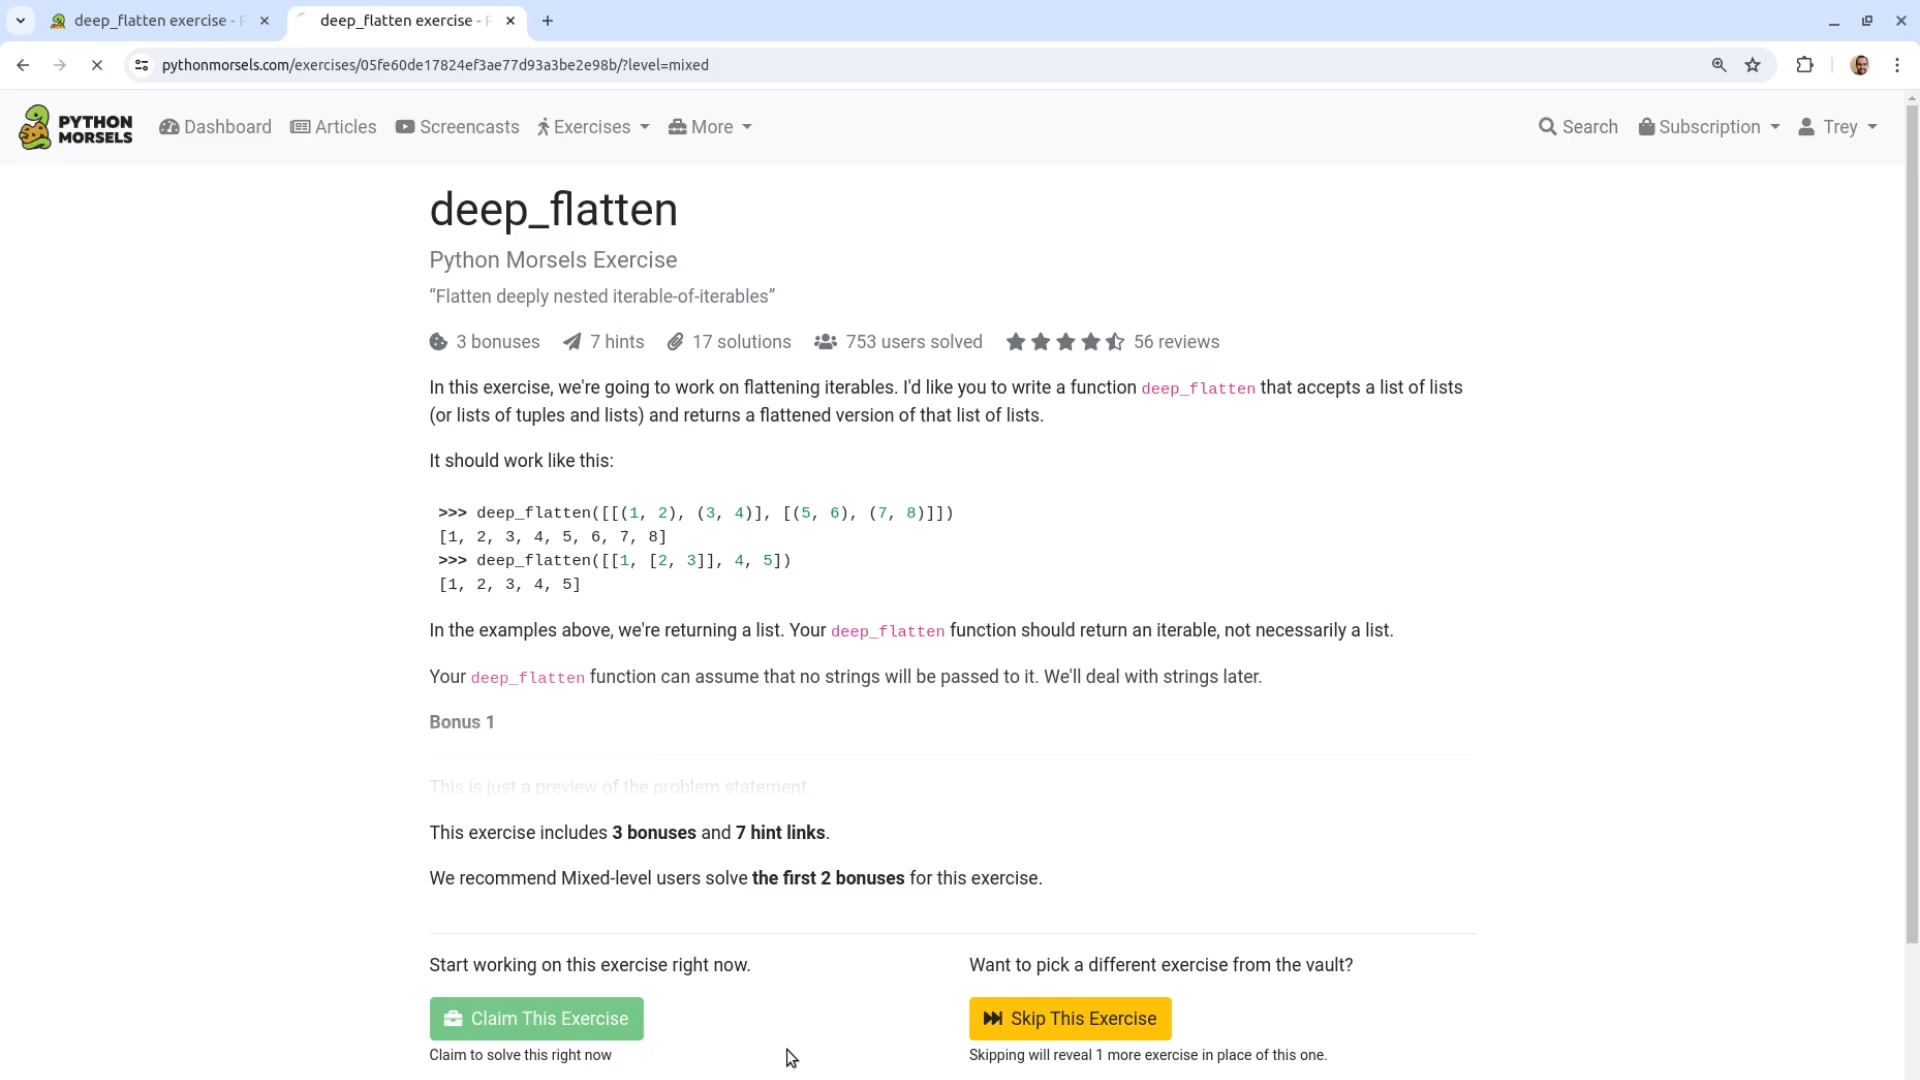 deep_flatten exercise - P
deep_flatten exercise - P
pythonmorsels.com/exercises/05fe60de17824ef3ae77d93a3be2e98b/?level=mixed
PYTHON MORSELS
Dashboard
Articles
Screencasts
Exercises
More
Search
Subscription
Trey
deep_flatten
Python Morsels Exercise
“Flatten deeply nested iterable-of-iterables”
3 bonuses 7 hints 17 solutions 753 users solved 56 reviews
In this exercise, we're going to work on flattening iterables. I'd like you to write a function deep_flatten that accepts a list of lists
(or lists of tuples and lists) and returns a flattened version of that list of lists.
It should work like this:
>>> deep_flatten([[(1, 2), (3, 4)], [(5, 6), (7, 8)]])
[1, 2, 3, 4, 5, 6, 7, 8]
>>> deep_flatten([[1, [2, 3]], 4, 5])
[1, 2, 3, 4, 5]
In the examples above, we're returning a list. Your deep_flatten function should return an iterable, not necessarily a list.
Your deep_flatten function can assume that no strings will be passed to it. We'll deal with strings later.
Bonus 1
This is just a preview of the problem statement.
This exercise includes 3 bonuses and 7 hint links.
We recommend Mixed-level users solve the first 2 bonuses for this exercise.
Start working on this exercise right now.
Claim This Exercise
Claim to solve this right now
Want to pick a different exercise from the vault?
Skip This Exercise
Skipping will reveal 1 more exercise in place of this one.